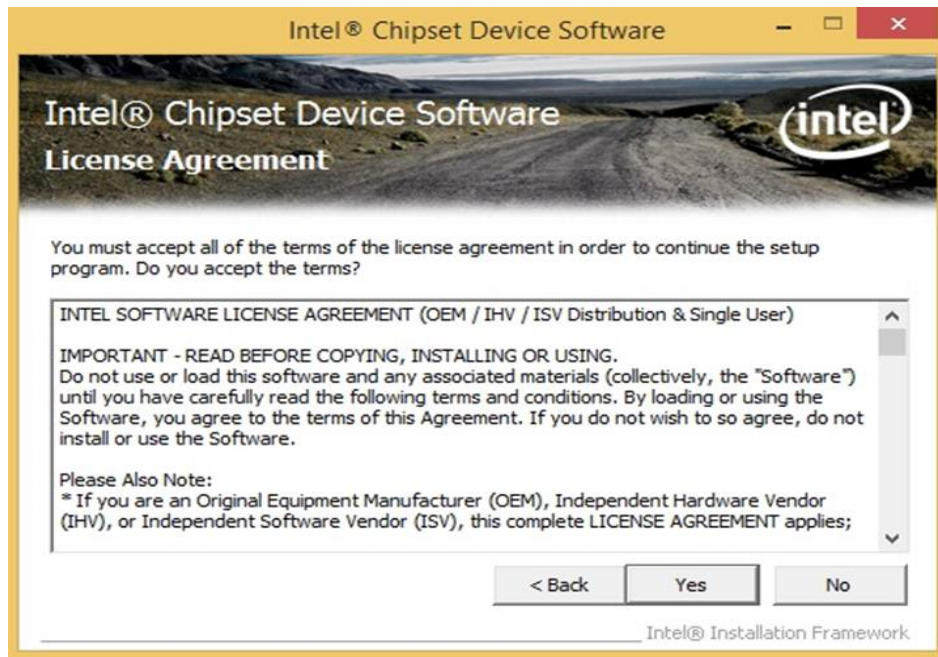 Intel® Chipset Device Software
Intel® Chipset Device Software
intel
License Agreement
You must accept all of the terms of the license agreement in order to continue the setup
program. Do you accept the terms?
INTEL SOFTWARE LICENSE AGREEMENT (OEM / IHV / ISV Distribution & Single User)
IMPORTANT - READ BEFORE COPYING, INSTALLING OR USING.
Do not use or load this software and any associated materials (collectively, the "Software")
until you have carefully read the following terms and conditions. By loading or using the
Software, you agree to the terms of this Agreement. If you do not wish to so agree, do not
install or use the Software.
Please Also Note:
* If you are an Original Equipment Manufacturer (OEM), Independent Hardware Vendor
(IHV), or Independent Software Vendor (ISV), this complete LICENSE AGREEMENT applies;
< Back Yes No
Intel® Installation Framework